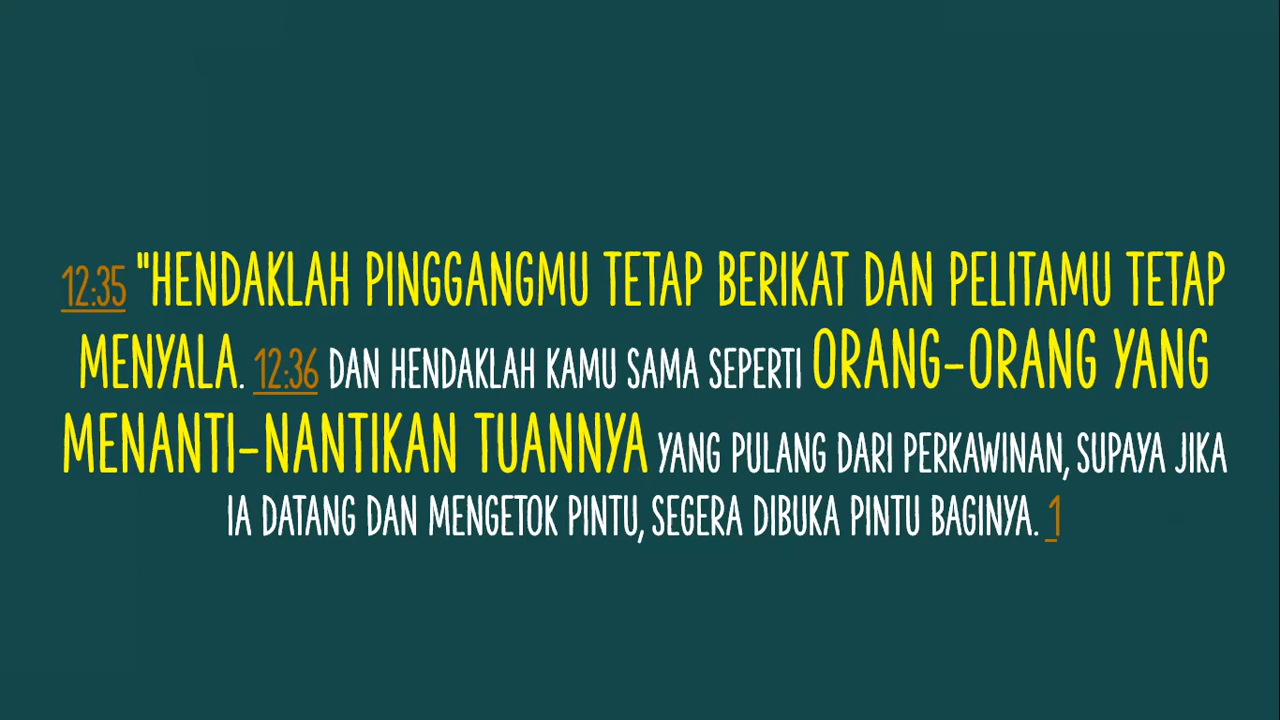 12:35 "HENDAKLAH PINGGANGMU TETAP BERIKAT DAN PELITAMU TETAP
MENYALA. 12:36 DAN HENDAKLAH KAMU SAMA SEPERTI ORANG-ORANG YANG
MENANTI-NANTIKAN TUANNYA YANG PULANG DARI PERKAWINAN, SUPAYA JIKA
IA DATANG DAN MENGETOK PINTU, SEGERA DIBUKA PINTU BAGINYA. 1